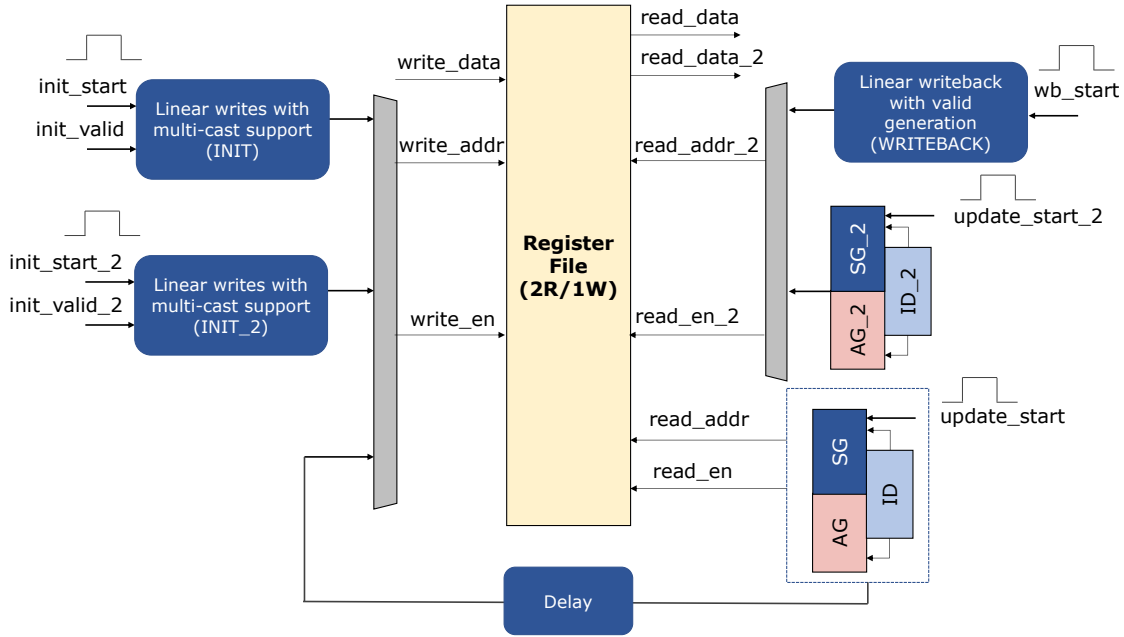 init_start
init_valid
Linear writes with
multi-cast support
(INIT)
init_start_2
init_valid_2
Linear writes with
multi-cast support
(INIT_2)
write_data
write_addr
write_en
Register
File
(2R/1W)
read_data
read_data_2
read_addr_2
read_en_2
read_addr
read_en
Linear writeback
with valid
generation
(WRITEBACK)
wb_start
update_start_2
SG_2
AG_2
ID_2
update_start
SG
AG
ID
Delay